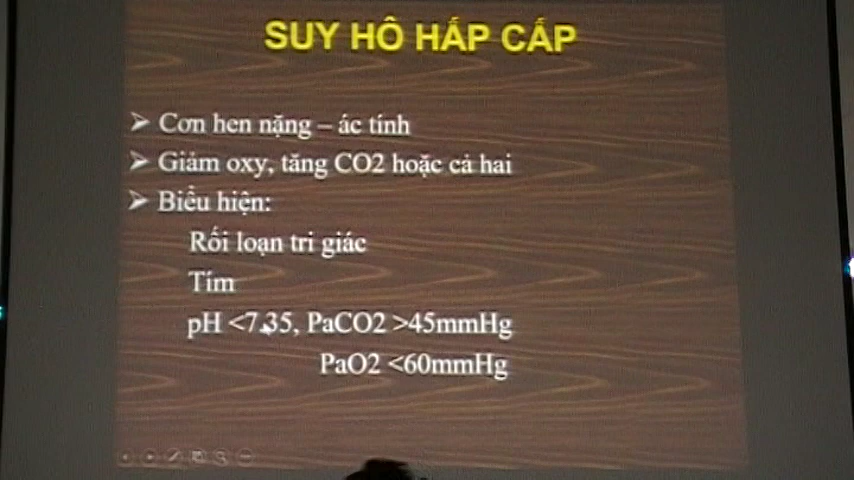 SUY HÔ HẤP CẤP
➢ Cơn hen nặng – ác tính
➢ Giảm oxy, tăng CO2 hoặc cả hai
➢ Biểu hiện:
Rối loạn tri giác
Tím
pH <7.35, PaCO2 >45mmHg
PaO2 <60mmHg